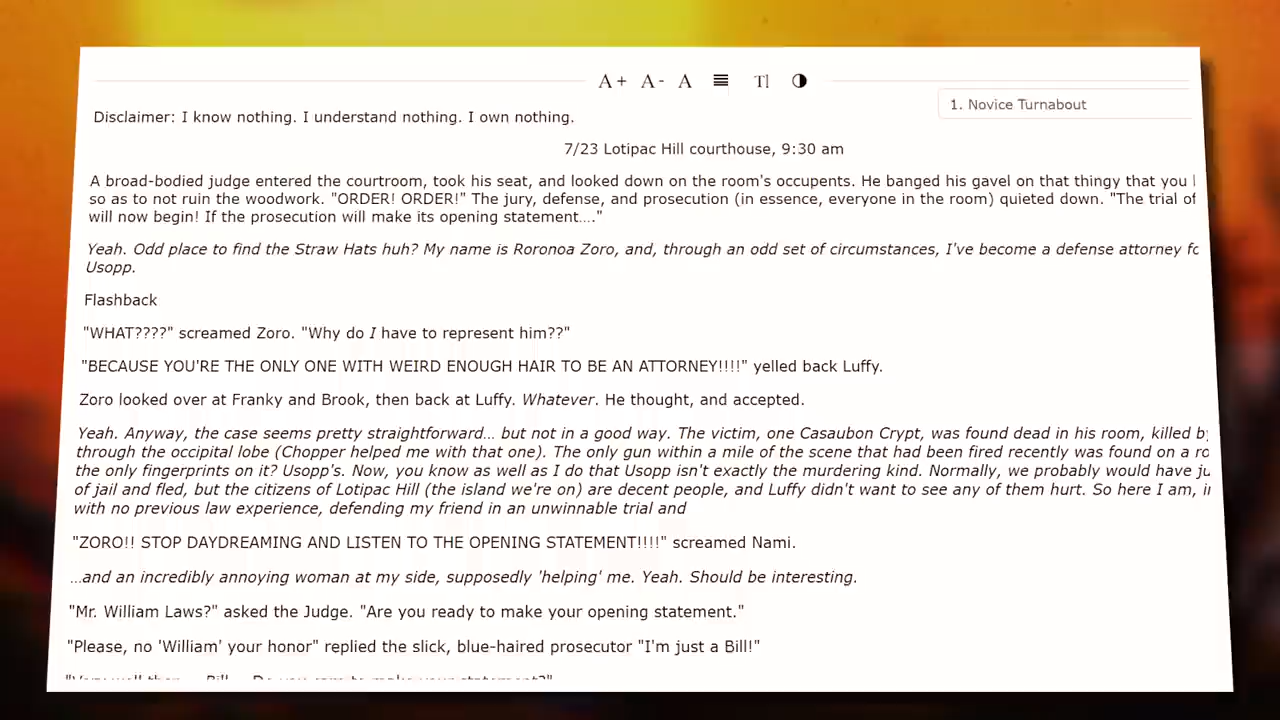 A+ A- A T|
1. Novice Turnabout
Disclaimer: I know nothing. I understand nothing. I own nothing.
7/23 Lotipac Hill courthouse, 9:30 am
A broad-bodied judge entered the courtroom, took his seat, and looked down on the room's occupents. He banged his gavel on that thingy that you
so as to not ruin the woodwork. "ORDER! ORDER!" The jury, defense, and prosecution (in essence, everyone in the room) quieted down. "The trial of
will now begin! If the prosecution will make its opening statement…."
Yeah. Odd place to find the Straw Hats huh? My name is Roronoa Zoro, and, through an odd set of circumstances, I've become a defense attorney
Usopp.
Flashback
"WHAT????" screamed Zoro. "Why do I have to represent him??"
"BECAUSE YOU'RE THE ONLY ONE WITH WEIRD ENOUGH HAIR TO BE AN ATTORNEY!!!!" yelled back Luffy.
Zoro looked over at Franky and Brook, then back at Luffy. Whatever. He thought, and accepted.
Yeah. Anyway, the case seems pretty straightforward… but not in a good way. The victim, one Casaubon Crypt, was found dead in his room, killed
through the occipital lobe (Chopper helped me with that one). The only gun within a mile of the scene that had been fired recently was found on a
the only fingerprints on it? Usopp's. Now, you know as well as I do that Usopp isn't exactly the murdering kind. Normally, we probably would have
of jail and fled, but the citizens of Lotipac Hill (the island we're on) are decent people, and Luffy didn't want to see any of them hurt. So here I am,
with no previous law experience, defending my friend in an unwinnable trial and
"ZORO!! STOP DAYDREAMING AND LISTEN TO THE OPENING STATEMENT!!!!" screamed Nami.
…and an incredibly annoying woman at my side, supposedly 'helping' me. Yeah. Should be interesting.
"Mr. William Laws?" asked the Judge. "Are you ready to make your opening statement."
"Please, no 'William' your honor" replied the slick, blue-haired prosecutor "I'm just a Bill!"